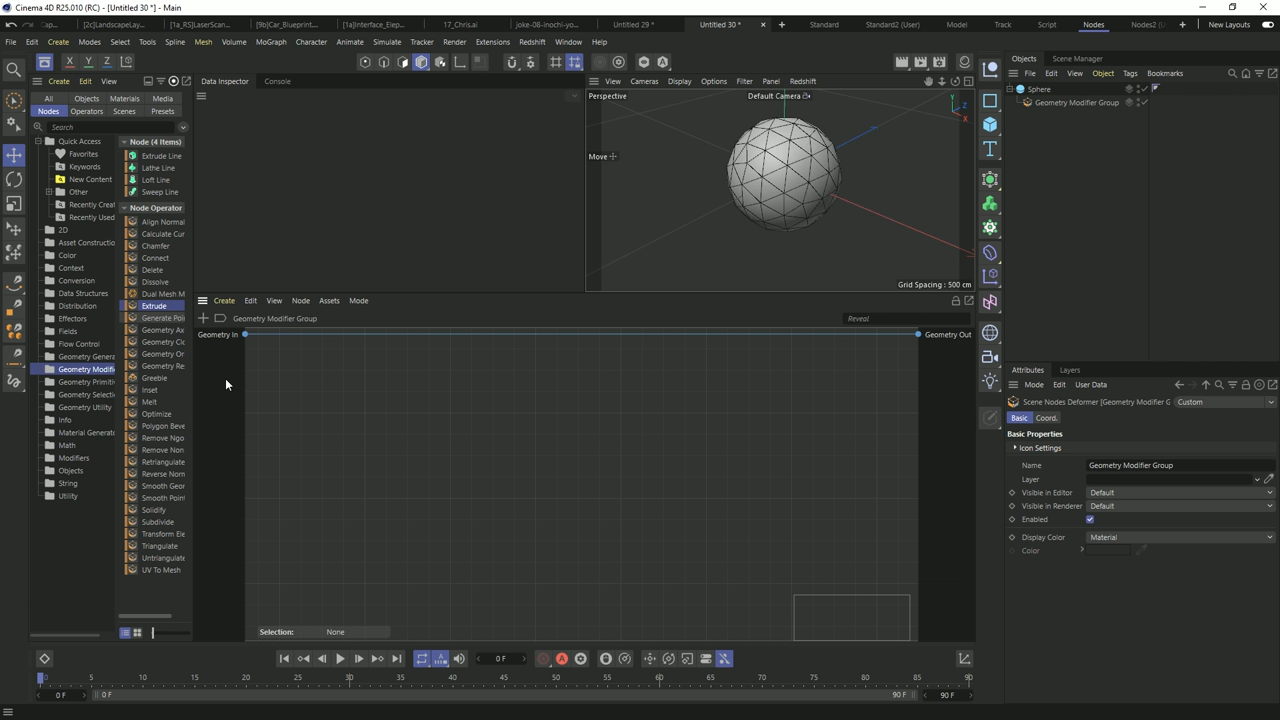 Cinema 4D R25.010 (RC) - [Untitled 30 *] - Main
[2c]LandscapeLay...
[1a_RS]LaserScan...
[9b]Car_Blueprint...
[1a]Interface_Elep...
17_Chris.ai
joke-08-inochi-yo...
Untitled 29 *
Untitled 30 *
Standard
Standard2 (User)
Model
Track
Script
Nodes
Nodes2 (U
New Layouts
File Edit Create Modes Select Tools Spline Mesh Volume MoGraph Character Animate Simulate Tracker Render Extensions Redshift Window Help
X Y Z
Create Edit View
All Objects Materials Media
Nodes Operators Scenes Presets
Search
Quick Access
Favorites
Keywords
New Content
Other
Recently Creat
Recently Used
2D
Asset Constructio
Color
Context
Conversion
Data Structures
Distribution
Effectors
Fields
Flow Control
Geometry Genera
Geometry Modifi
Geometry Primiti
Geometry Selecti
Geometry Utility
Info
Material Generato
Math
Modifiers
Objects
String
Utility
Node (4 Items)
Extrude Line
Lathe Line
Loft Line
Sweep Line
Node Operator
Align Normal
Calculate Cur
Chamfer
Connect
Delete
Dissolve
Dual Mesh M
Extrude
Generate Poi
Geometry Ax
Geometry Clo
Geometry Or
Geometry Re
Greebie
Inset
Melt
Optimize
Polygon Beve
Remove Ngo
Remove Non
Retriangulate
Reverse Norm
Smooth Geor
Smooth Point
Solidify
Subdivide
Transform Ele
Triangulate
Untriangulate
UV To Mesh
Data Inspector Console
View Cameras Display Options Filter Panel Redshift
Perspective
Default Camera
Move
Y
Z
X
Grid Spacing : 500 cm
Create Edit View Node Assets Mode
Geometry Modifier Group
Reveal
Geometry In
Geometry Out
Selection: None
Objects Scene Manager
File Edit View Object Tags Bookmarks
Sphere
Geometry Modifier Group
Attributes Layers
Mode Edit User Data
Scene Nodes Deformer [Geometry Modifier G Custom
Basic Coord.
Basic Properties
Icon Settings
Name Geometry Modifier Group
Layer
Visible in Editor Default
Visible in Renderer Default
Enabled
Display Color Material
Color
0 F
0 5 10 15 20 25 30 35 40 45 50 55 60 65 70 75 80 85 90
0 F 0 F 90 F 90 F